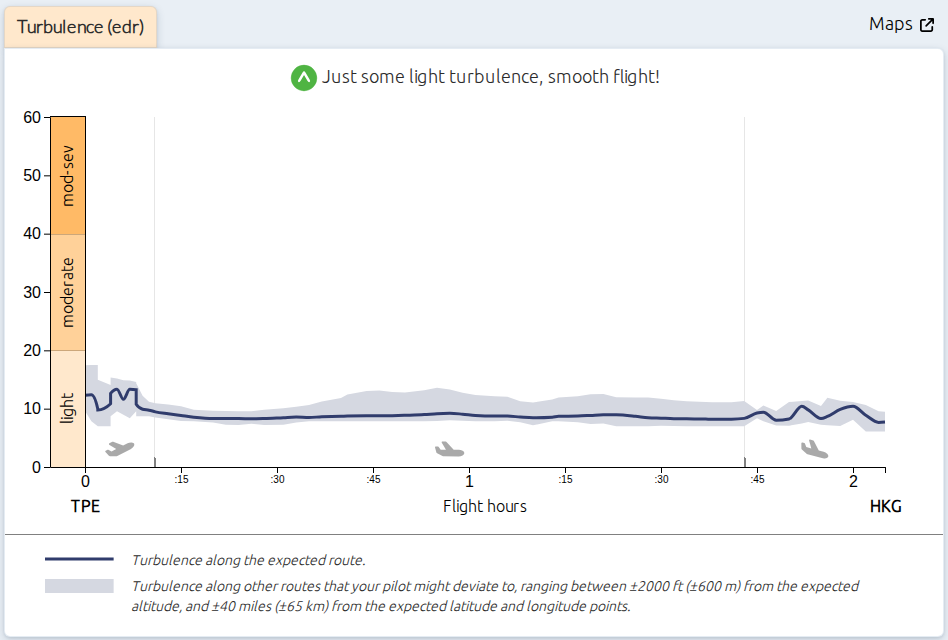 Turbulence (edr)
Maps
Just some light turbulence, smooth flight!
60
50
40
30
20
10
0
mod-sev
moderate
light
0 :15 :30 :45 1 :15 :30 :45 2
TPE Flight hours HKG
Turbulence along the expected route.
Turbulence along other routes that your pilot might deviate to, ranging between ±2000 ft (±600 m) from the expected
altitude, and ±40 miles (±65 km) from the expected latitude and longitude points.